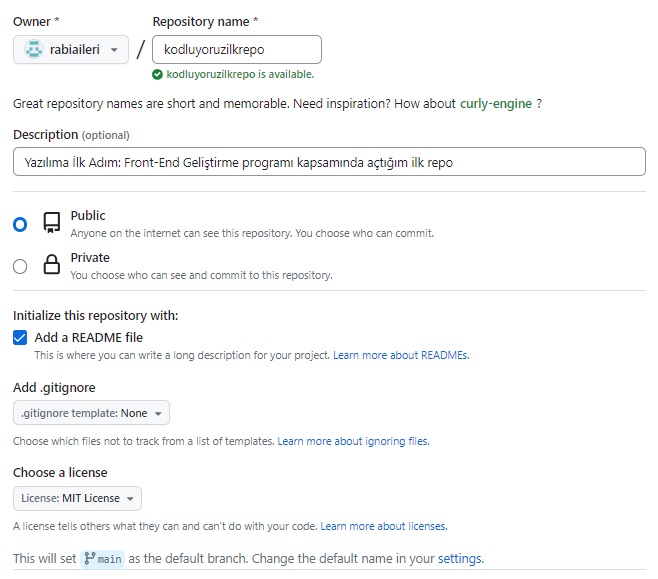 Owner * Repository name *
rabiaileri / kodluyoruzilkrepo
kodluyoruzilkrepo is available.
Great repository names are short and memorable. Need inspiration? How about curly-engine ?
Description (optional)
Yazılıma İlk Adım: Front-End Geliştirme programı kapsamında açtığım ilk repo
Public
Anyone on the internet can see this repository. You choose who can commit.
Private
You choose who can see and commit to this repository.
Initialize this repository with:
Add a README file
This is where you can write a long description for your project. Learn more about READMEs.
Add .gitignore
.gitignore template: None
Choose which files not to track from a list of templates. Learn more about ignoring files.
Choose a license
License: MIT License
A license tells others what they can and can't do with your code. Learn more about licenses.
This will set main as the default branch. Change the default name in your settings.